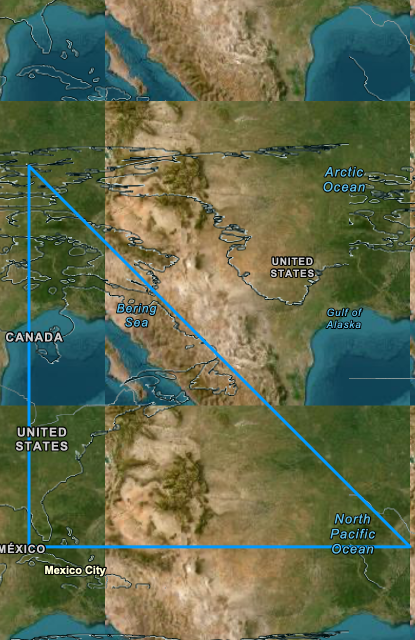 Arctic
Ocean
UNITED
STATES
Bering
Sea
Gulf of
Alaska
CANADA
UNITED
STATES
North
Pacific
Ocean
MÉXICO
Mexico City